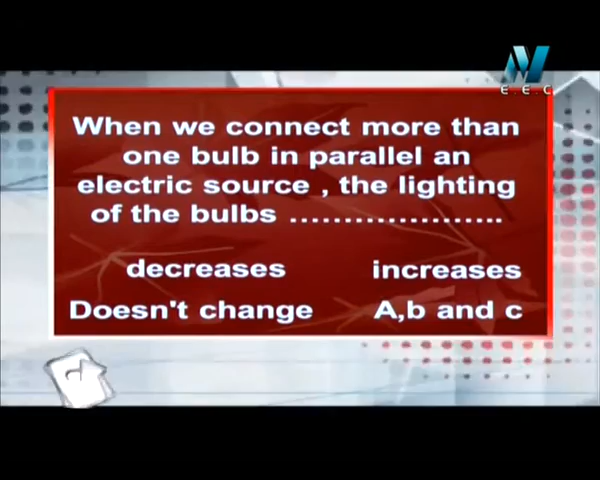 E.E.C
When we connect more than
one bulb in parallel an
electric source , the lighting
of the bulbs ....................
decreases increases
Doesn't change A,b and c